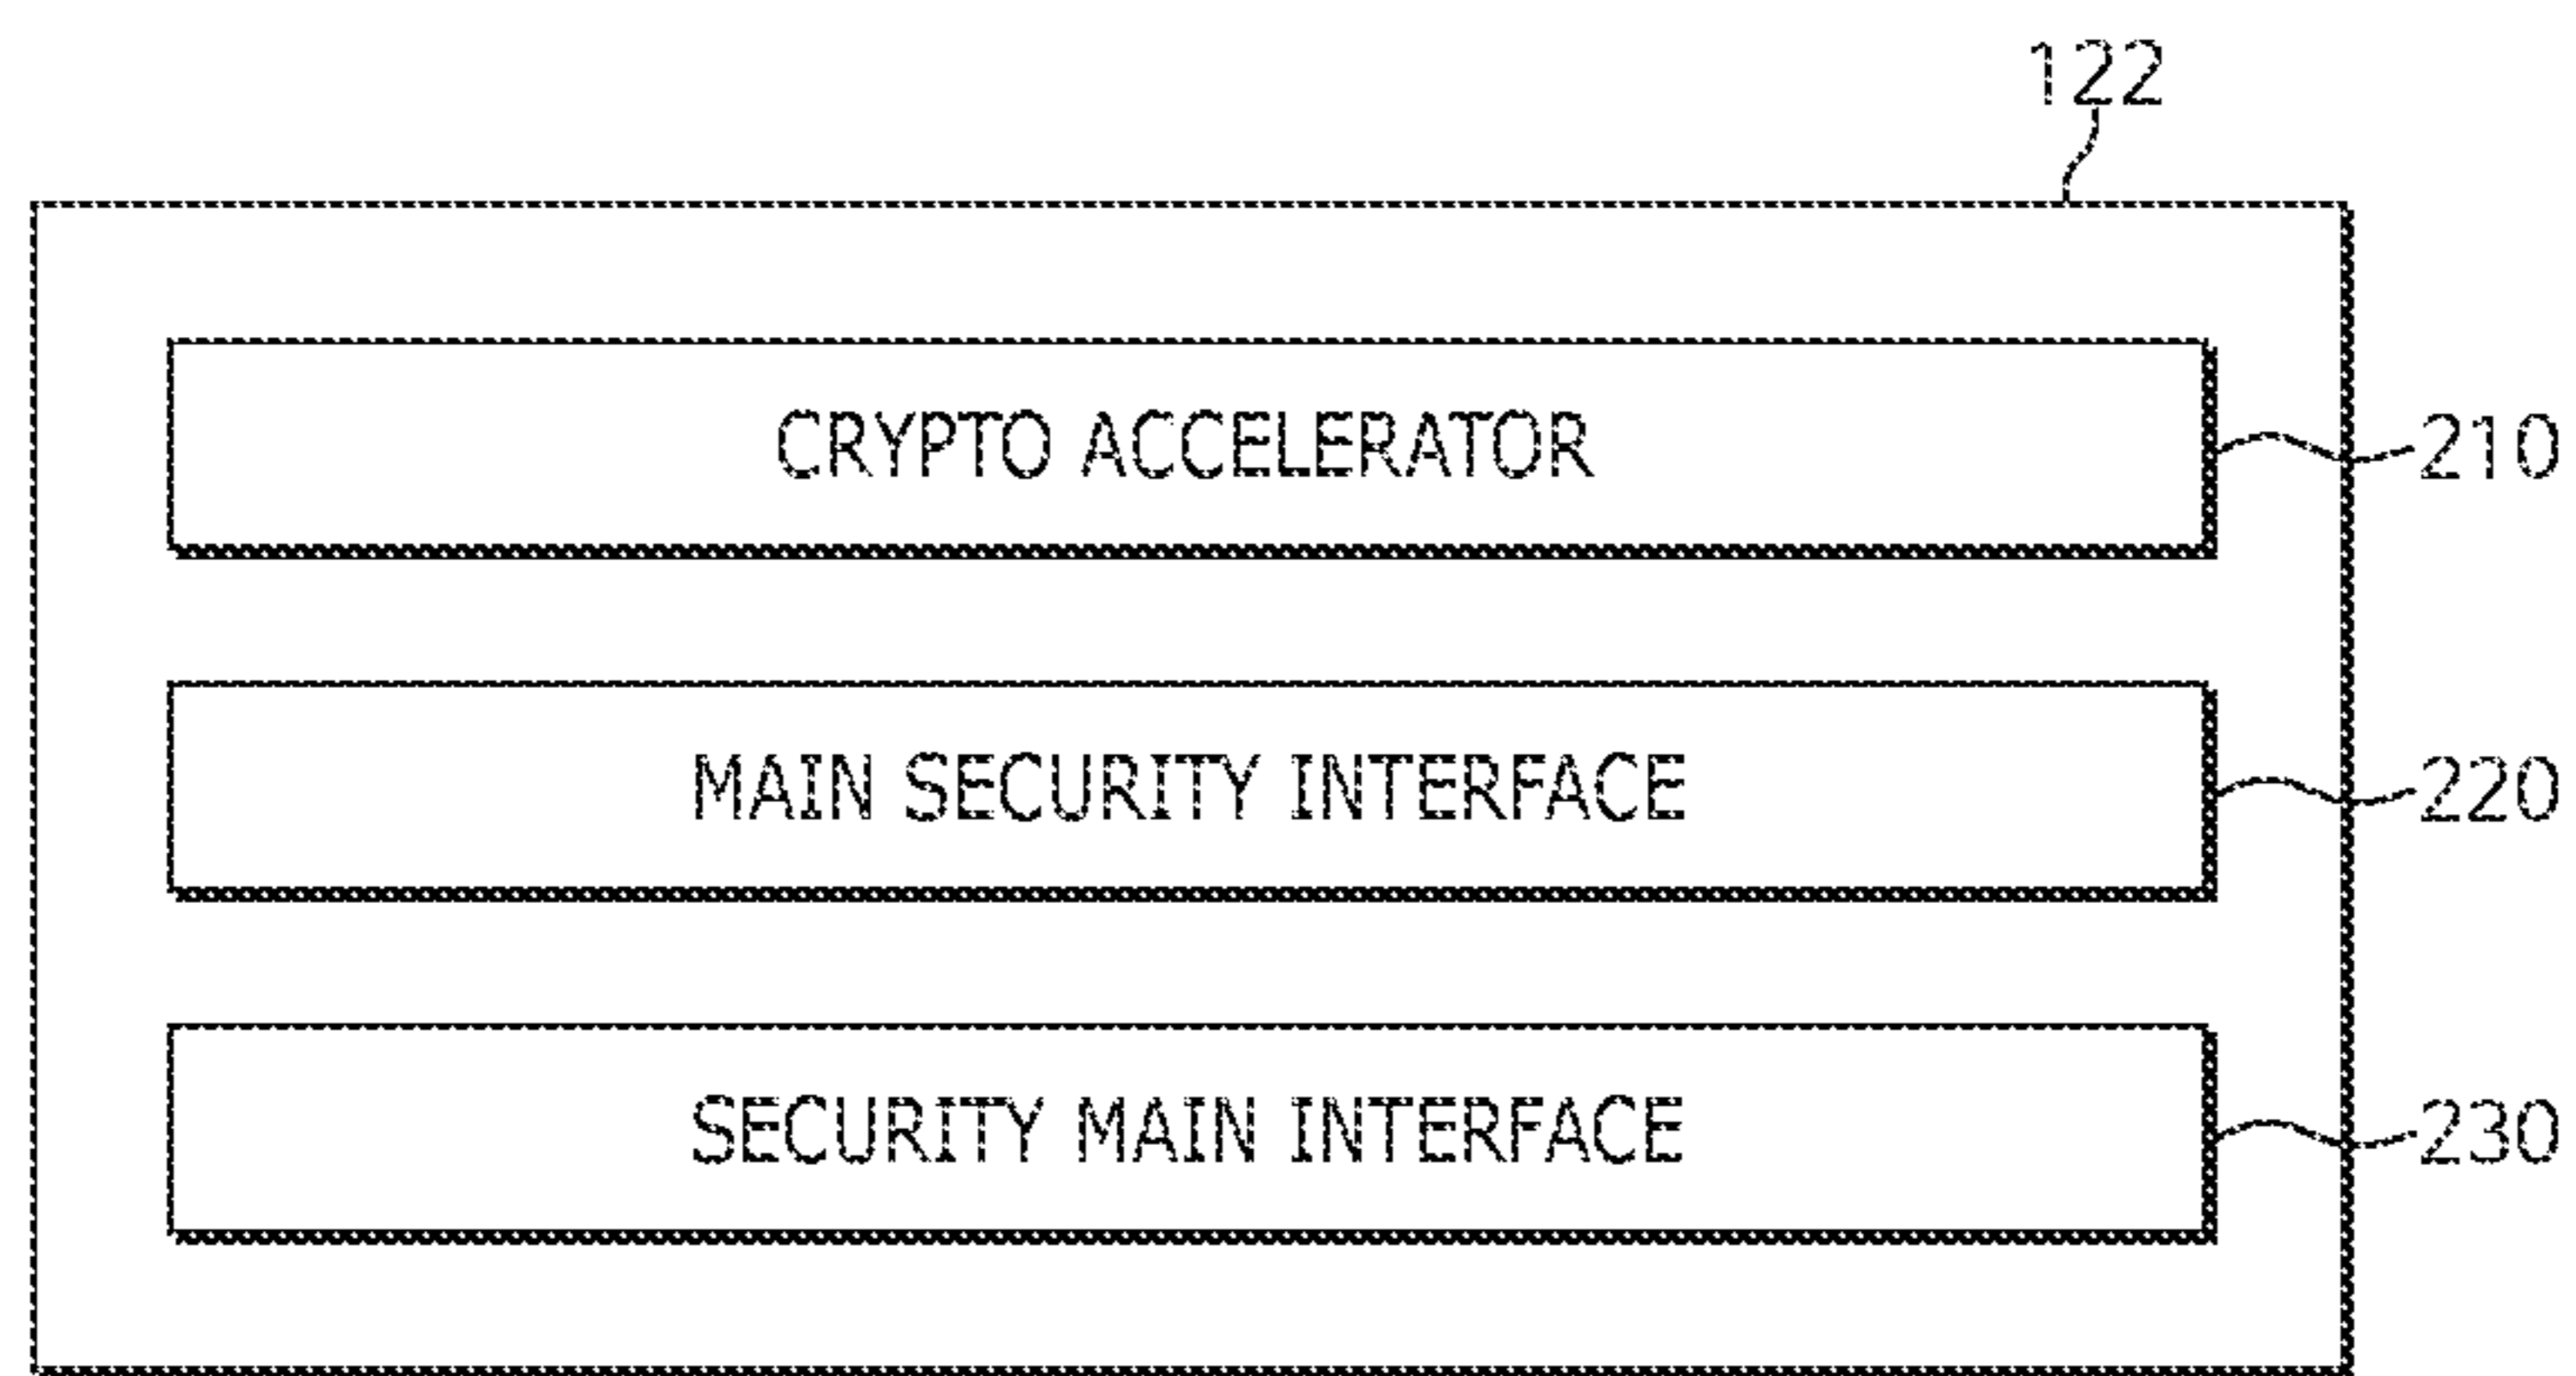 122
CRYPTO ACCELERATOR 210
MAIN SECURITY INTERFACE 220
SECURITY MAIN INTERFACE 230